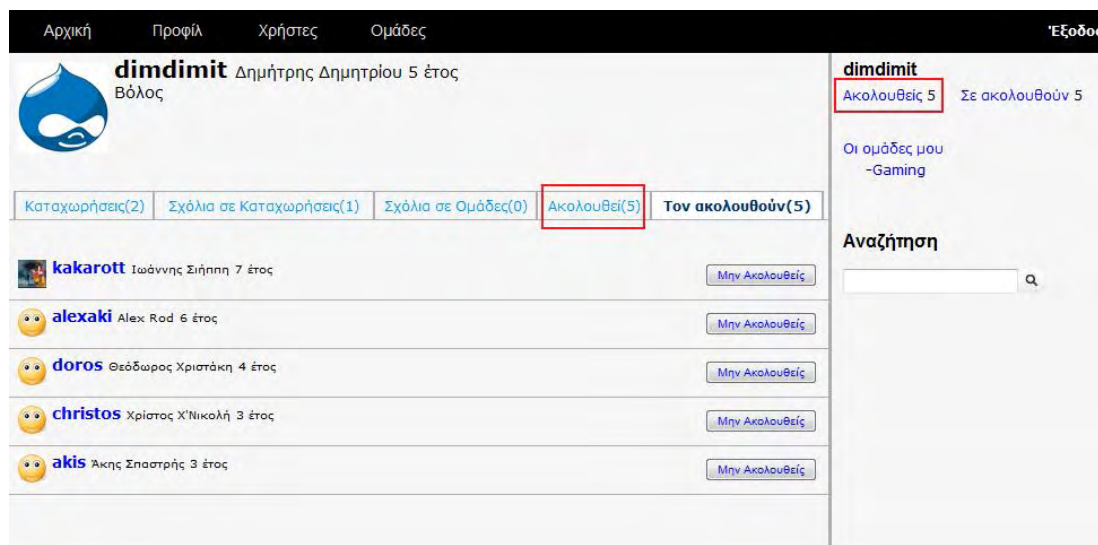 Αρχική Προφίλ Χρήστες Ομάδες Έξοδος
dimdimit Δημήτρης Δημητρίου 5 έτος
Βόλος
Καταχωρήσεις(2) Σχόλια σε Καταχωρήσεις(1) Σχόλια σε Ομάδες(0) Ακολουθεί(5) Τον ακολουθούν(5)
kakarott Ιωάννης Σιήππη 7 έτος Μην Ακολουθείς
alexaki Alex Rod 6 έτος Μην Ακολουθείς
doros Θεόδωρος Χριστάκη 4 έτος Μην Ακολουθείς
christos Χρίστος Χ'Νικολή 3 έτος Μην Ακολουθείς
akis Άκης Σπαστρής 3 έτος Μην Ακολουθείς
dimdimit
Ακολουθείς 5 Σε ακολουθούν 5
Οι ομάδες μου
-Gaming
Αναζήτηση